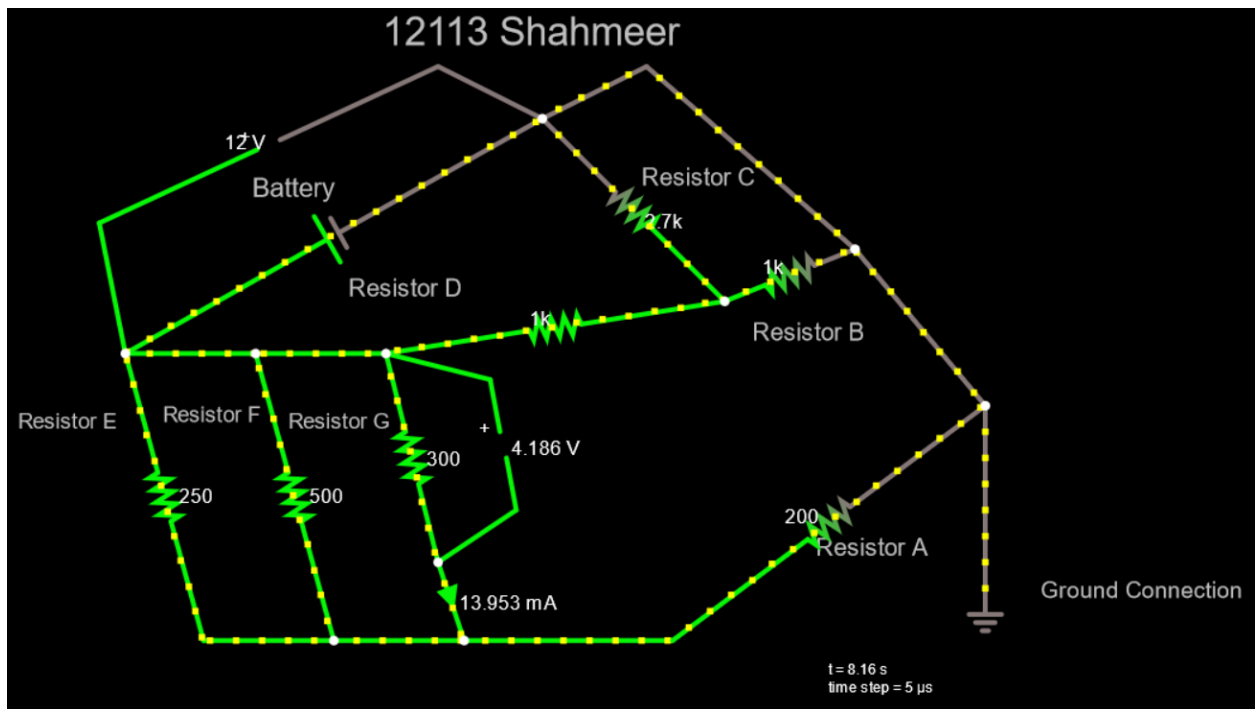 12113 Shahmeer
12 V
+
Resistor C
Battery
2.7k
1k
Resistor D
1k
Resistor B
Resistor E
Resistor F
Resistor G
+
4.186 V
300
250
500
200
Resistor A
13.953 mA
Ground Connection
t = 8.16 s
time step = 5 µs